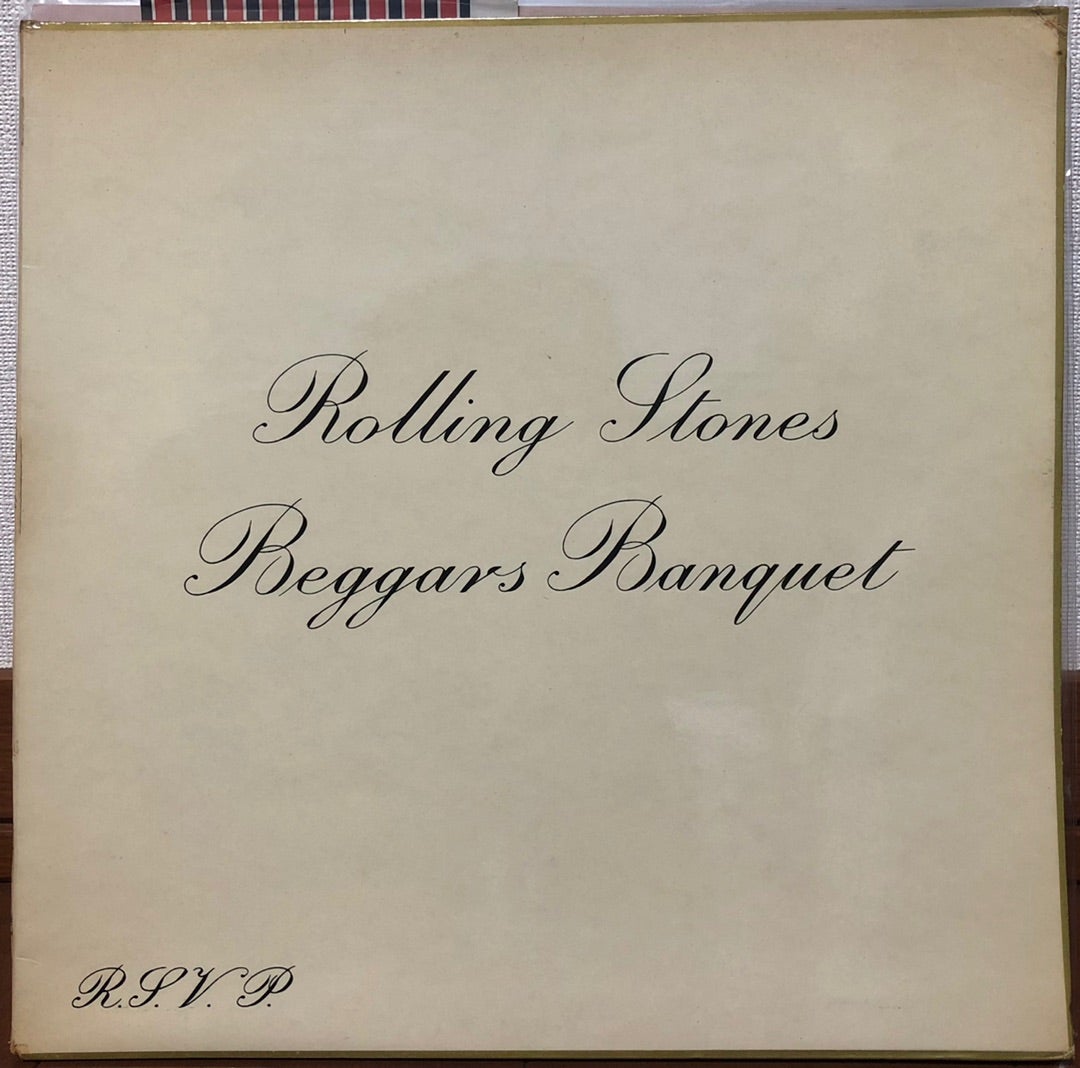 Rolling Stones
Beggars Banquet
R.S.V.P.